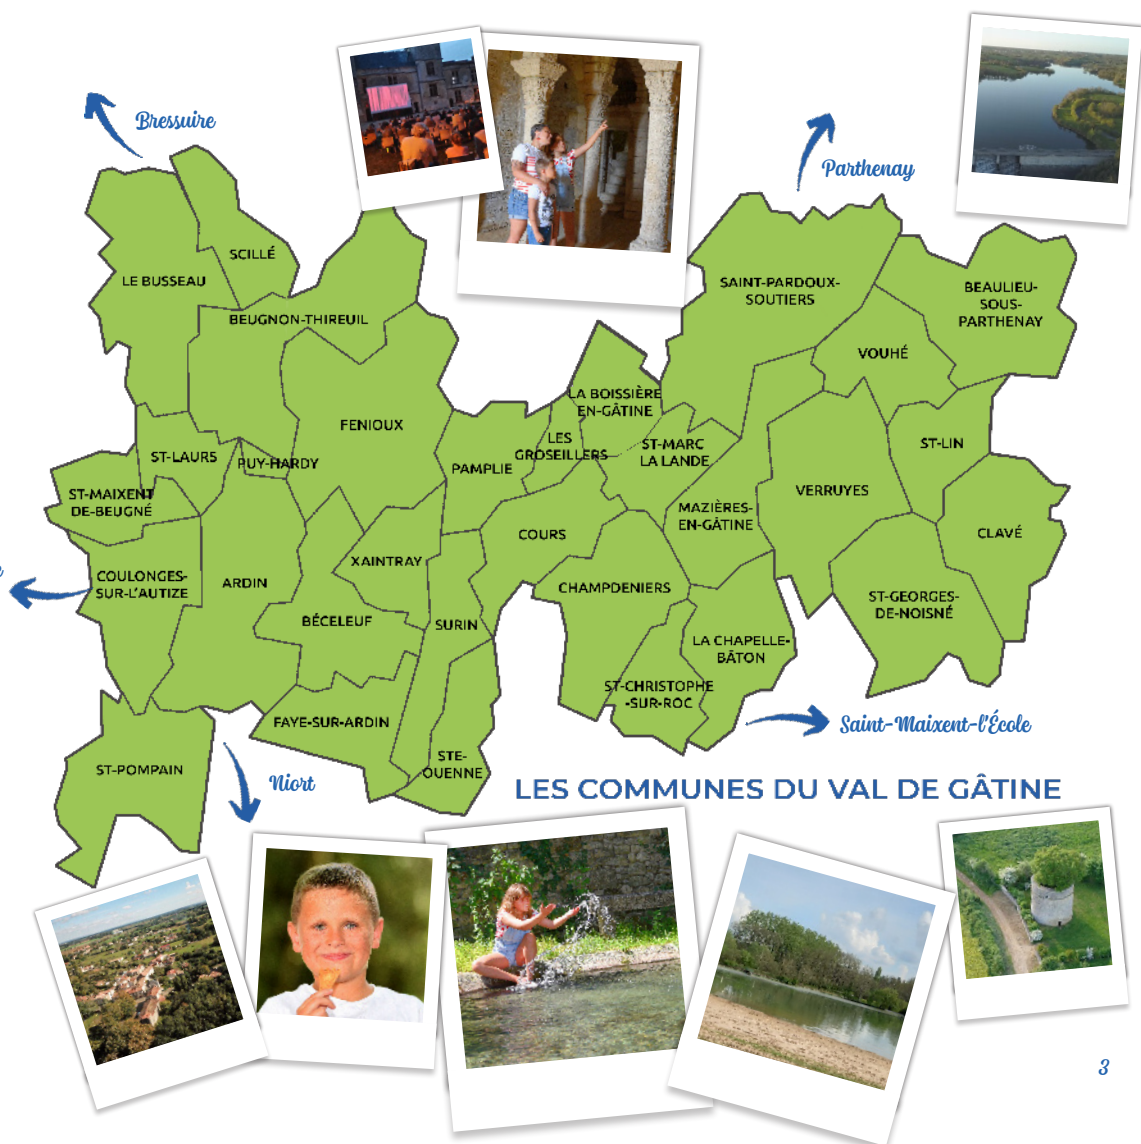 Bressuire
Parthenay
SCILLÉ
LE BUSSEAU
SAINT-PARDOUX-
SOUTIERS
BEAULIEU-
SOUS-
PARTHENAY
BEUGNON-THIREUIL
VOUHÉ
LA BOISSIÈRE
EN-GÂTINE
FENIOUX
LES
GROSEILLERS
ST-MARC
LA LANDE
ST-LIN
ST-LAURS
PUY-HARDY
PAMPLIE
ST-MAIXENT
DE-BEUGNÉ
VERRUYES
MAZIÈRES-
EN-GÂTINE
COURS
CLAVÉ
XAINTRAY
COULONGES-
SUR-L'AUTIZE
ARDIN
CHAMPDENIERS
ST-GEORGES-
DE-NOISNÉ
BÉCELEUF
SURIN
LA CHAPELLE-
BÂTON
ST-CHRISTOPHE
-SUR-ROC
FAYE-SUR-ARDIN
Saint-Maixent-l'École
ST-POMPAIN
STE-
OUENNE
Niort
LES COMMUNES DU VAL DE GÂTINE
3